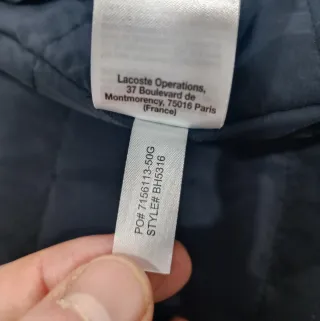 Lacoste Operations,
37 Boulevard de
Montmorency, 75016 Paris
(France)
PO# 7156113-50G
STYLE# BH5316